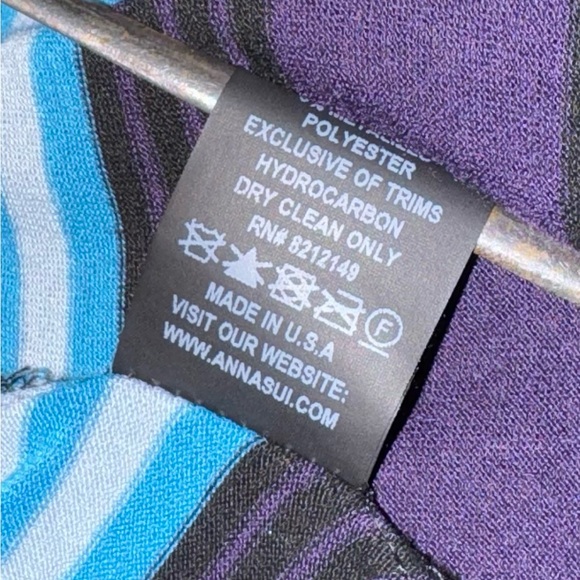 POLYESTER
EXCLUSIVE OF TRIMS
HYDROCARBON
DRY CLEAN ONLY
RN# 8212149
F
MADE IN U.S.A
VISIT OUR WEBSITE:
WWW.ANNASUI.COM